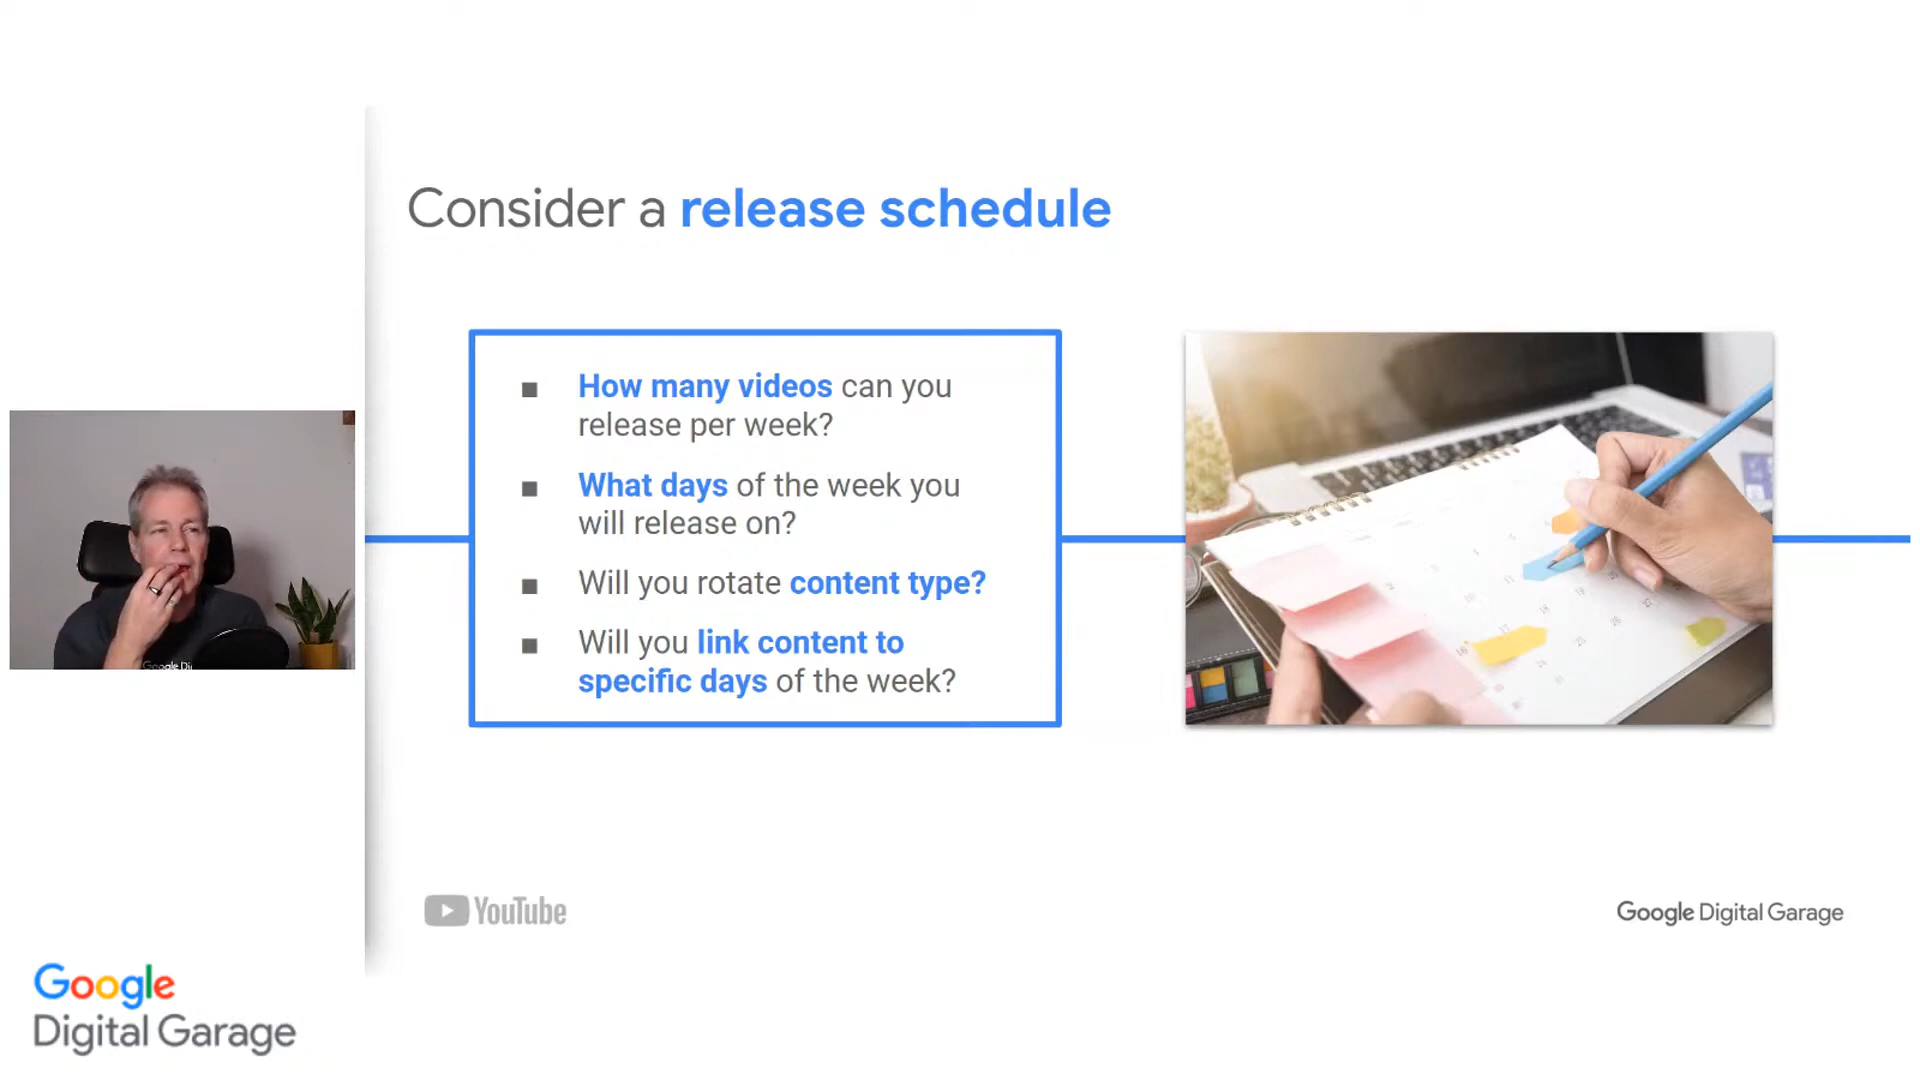 Consider a release schedule
■ How many videos can you
release per week?
■ What days of the week you
will release on?
■ Will you rotate content type?
■ Will you link content to
specific days of the week?
YouTube
Google Digital Garage
Google
Digital Garage